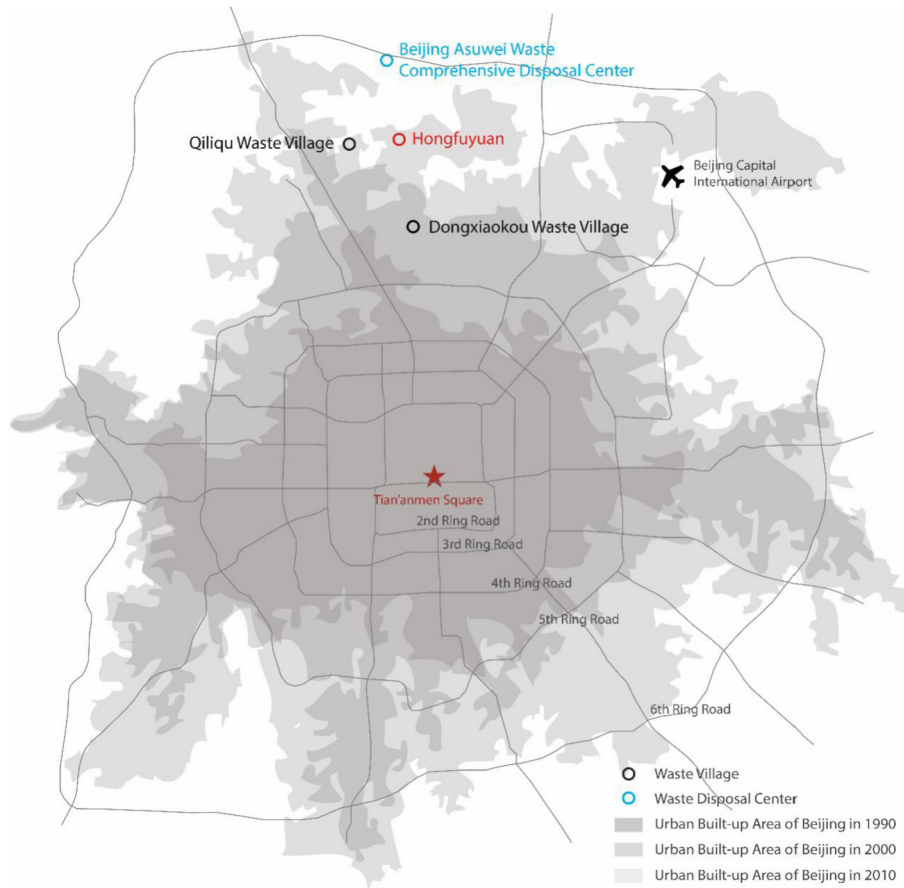 Beijing Asuwei Waste
Comprehensive Disposal Center
Qiliqu Waste Village
Hongfuyuan
Beijing Capital
International Airport
Dongxiaokou Waste Village
Tian'anmen Square
2nd Ring Road
3rd Ring Road
4th Ring Road
5th Ring Road
6th Ring Road
Waste Village
Waste Disposal Center
Urban Built-up Area of Beijing in 1990
Urban Built-up Area of Beijing in 2000
Urban Built-up Area of Beijing in 2010